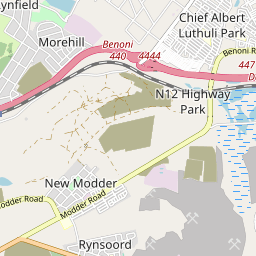 Rynfield
Chief Albert
Luthuli Park
Morehill
Benoni
440
4444
Benoni R
447
N12 Highway
Park
New Modder
Modder Road
Modder Road
Rynsoord